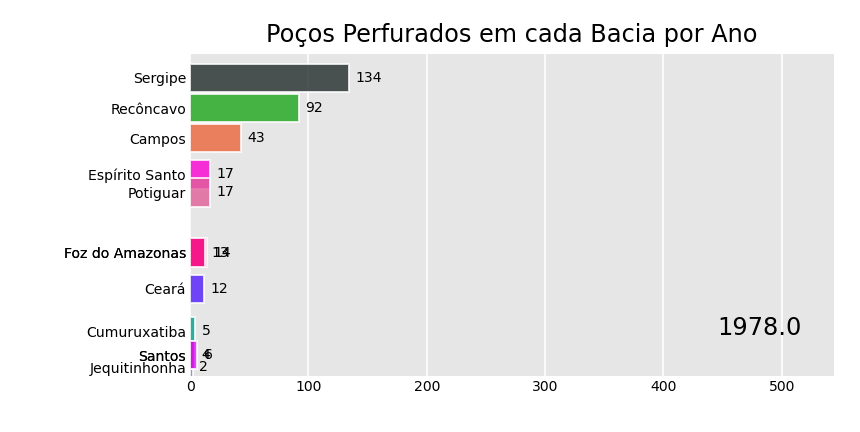 Poços Perfurados em cada Bacia por Ano
Sergipe 134
Recôncavo 92
Campos 43
Espírito Santo 17
Potiguar 17
Foz do Amazonas 14
Ceará 12
1978.0
Cumuruxatiba 5
Santos
Jequitinhonha 2
0 100 200 300 400 500